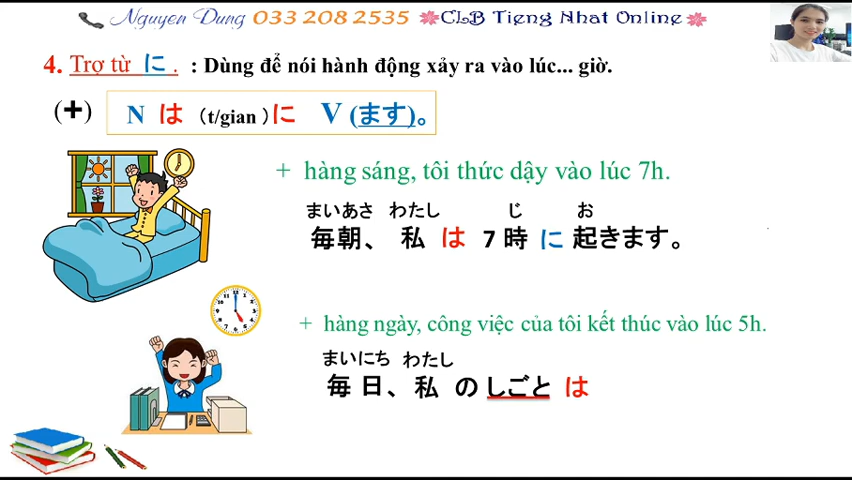 Nguyen Dung 033 208 2535 CLB Tieng Nhat Online
4. Trợ từ に . : Dùng để nói hành động xảy ra vào lúc... giờ.
(+) N は (t/gian )に V (ます)。
+ hàng sáng, tôi thức dậy vào lúc 7h.
まいあさ わたし じ お
毎朝、 私 は 7 時 に 起きます。
+ hàng ngày, công việc của tôi kết thúc vào lúc 5h.
まいにち わたし
毎 日、 私 の しごと は